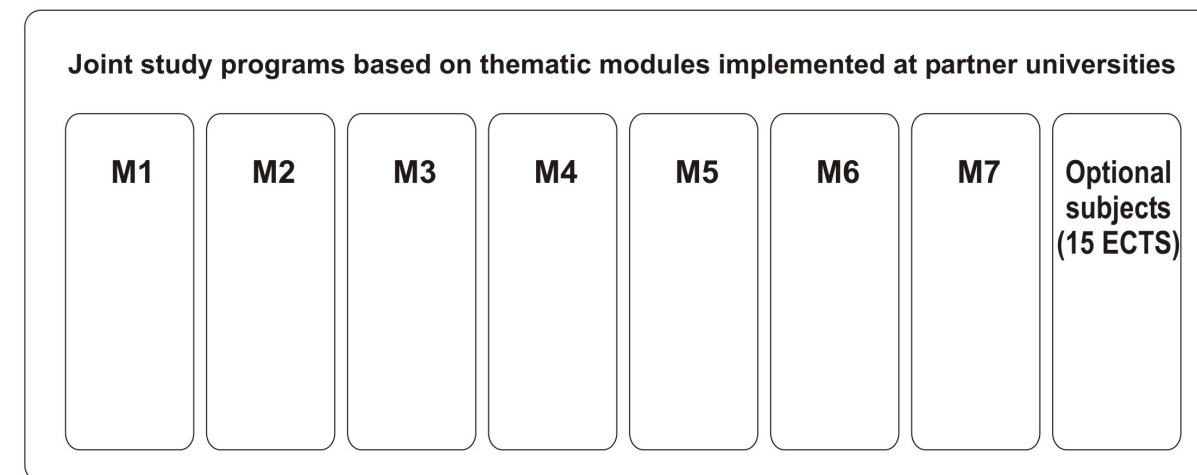 Joint study programs based on thematic modules implemented at partner universities
M1
M2
M3
M4
M5
M6
M7
Optional
subjects
(15 ECTS)